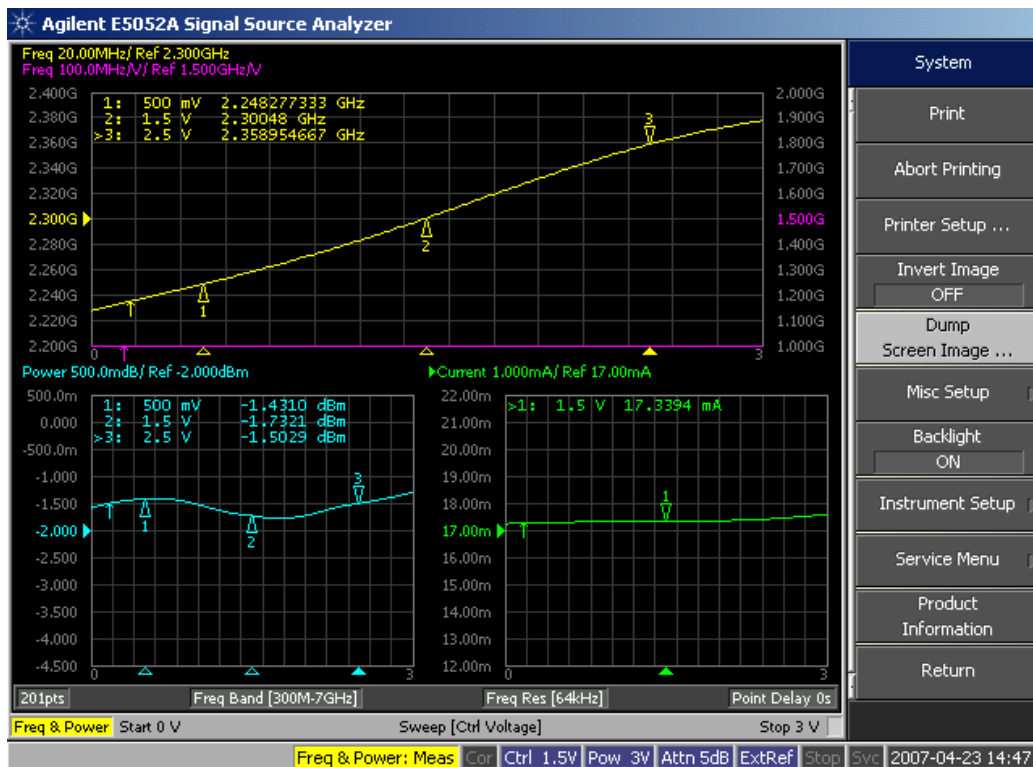 Agilent E5052A Signal Source Analyzer
Freq 20.00MHz/ Ref 2.300GHz
Freq 100.0MHz/V/ Ref 1.500GHz/V
2.400G
2.380G
2.360G
2.340G
2.320G
2.300G
2.280G
2.260G
2.240G
2.220G
2.200G
1: 500 mV 2.248277333 GHz
2: 1.5 V 2.30048 GHz
>3: 2.5 V 2.358954667 GHz
1
2
3
0
3
2.000G
1.900G
1.800G
1.700G
1.600G
1.500G
1.400G
1.300G
1.200G
1.100G
1.000G
Power 500.0mdB/ Ref -2.000dBm
500.0m
0.000
-500.0m
-1.000
-1.500
-2.000
-2.500
-3.000
-3.500
-4.000
-4.500
1: 500 mV -1.4310 dBm
2: 1.5 V -1.7321 dBm
>3: 2.5 V -1.5029 dBm
1
2
3
0
3
Current 1.000mA/ Ref 17.00mA
22.00m
21.00m
20.00m
19.00m
18.00m
17.00m
16.00m
15.00m
14.00m
13.00m
12.00m
>1: 1.5 V 17.3394 mA
1
0
3
201pts Freq Band [300M-7GHz] Freq Res [64kHz] Point Delay 0s
Freq & Power Start 0 V Sweep [Ctrl Voltage] Stop 3 V
System
Print
Abort Printing
Printer Setup ...
Invert Image
OFF
Dump
Screen Image ...
Misc Setup
Backlight
ON
Instrument Setup
Service Menu
Product
Information
Return
Freq & Power: Meas Cor Ctrl 1.5V Pow 3V Attn 5dB ExtRef Stop Svc 2007-04-23 14:47